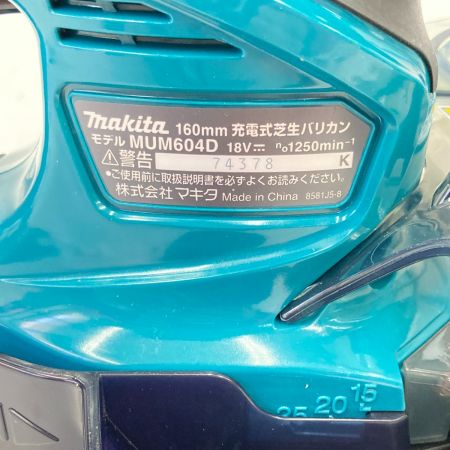 makita 160mm 充電式芝生バリカン
モデル MUM604D 18V⎓ n₀1250min⁻¹
⚠警告 74378 K
●ご使用前に取扱説明書を必ずよくお読みください。
株式会社 マキタ Made in China 8581J5-8
25 20 15